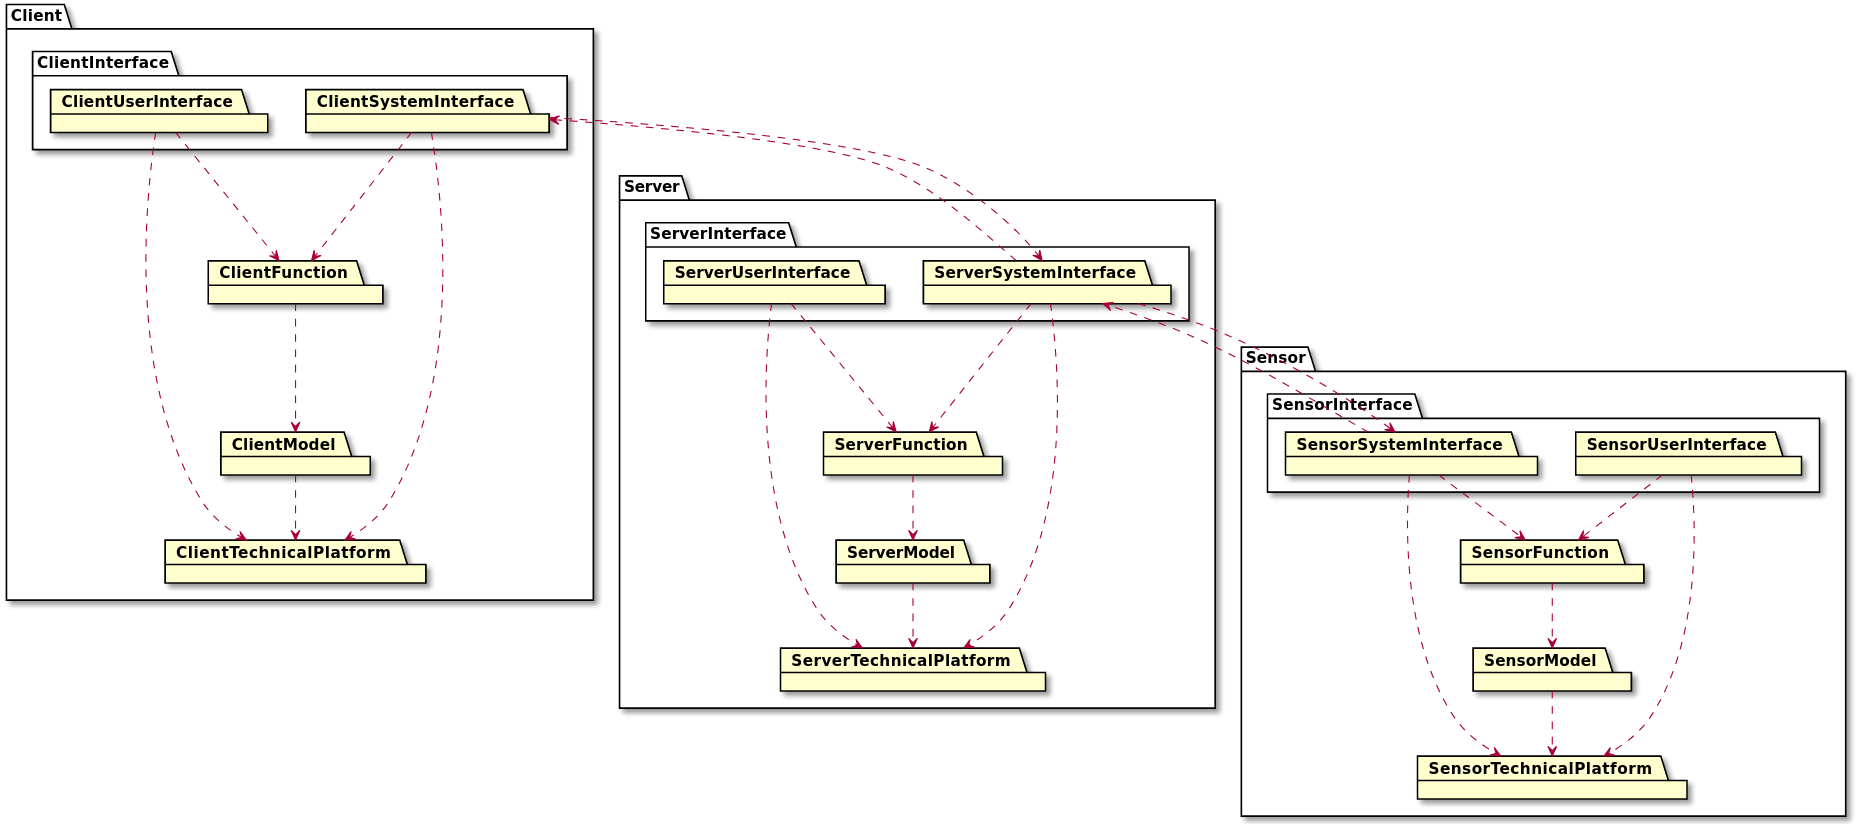 Client
ClientInterface
ClientUserInterface
ClientSystemInterface
ClientFunction
ClientModel
ClientTechnicalPlatform
Server
ServerInterface
ServerUserInterface
ServerSystemInterface
ServerFunction
ServerModel
ServerTechnicalPlatform
Sensor
SensorInterface
SensorSystemInterface
SensorUserInterface
SensorFunction
SensorModel
SensorTechnicalPlatform